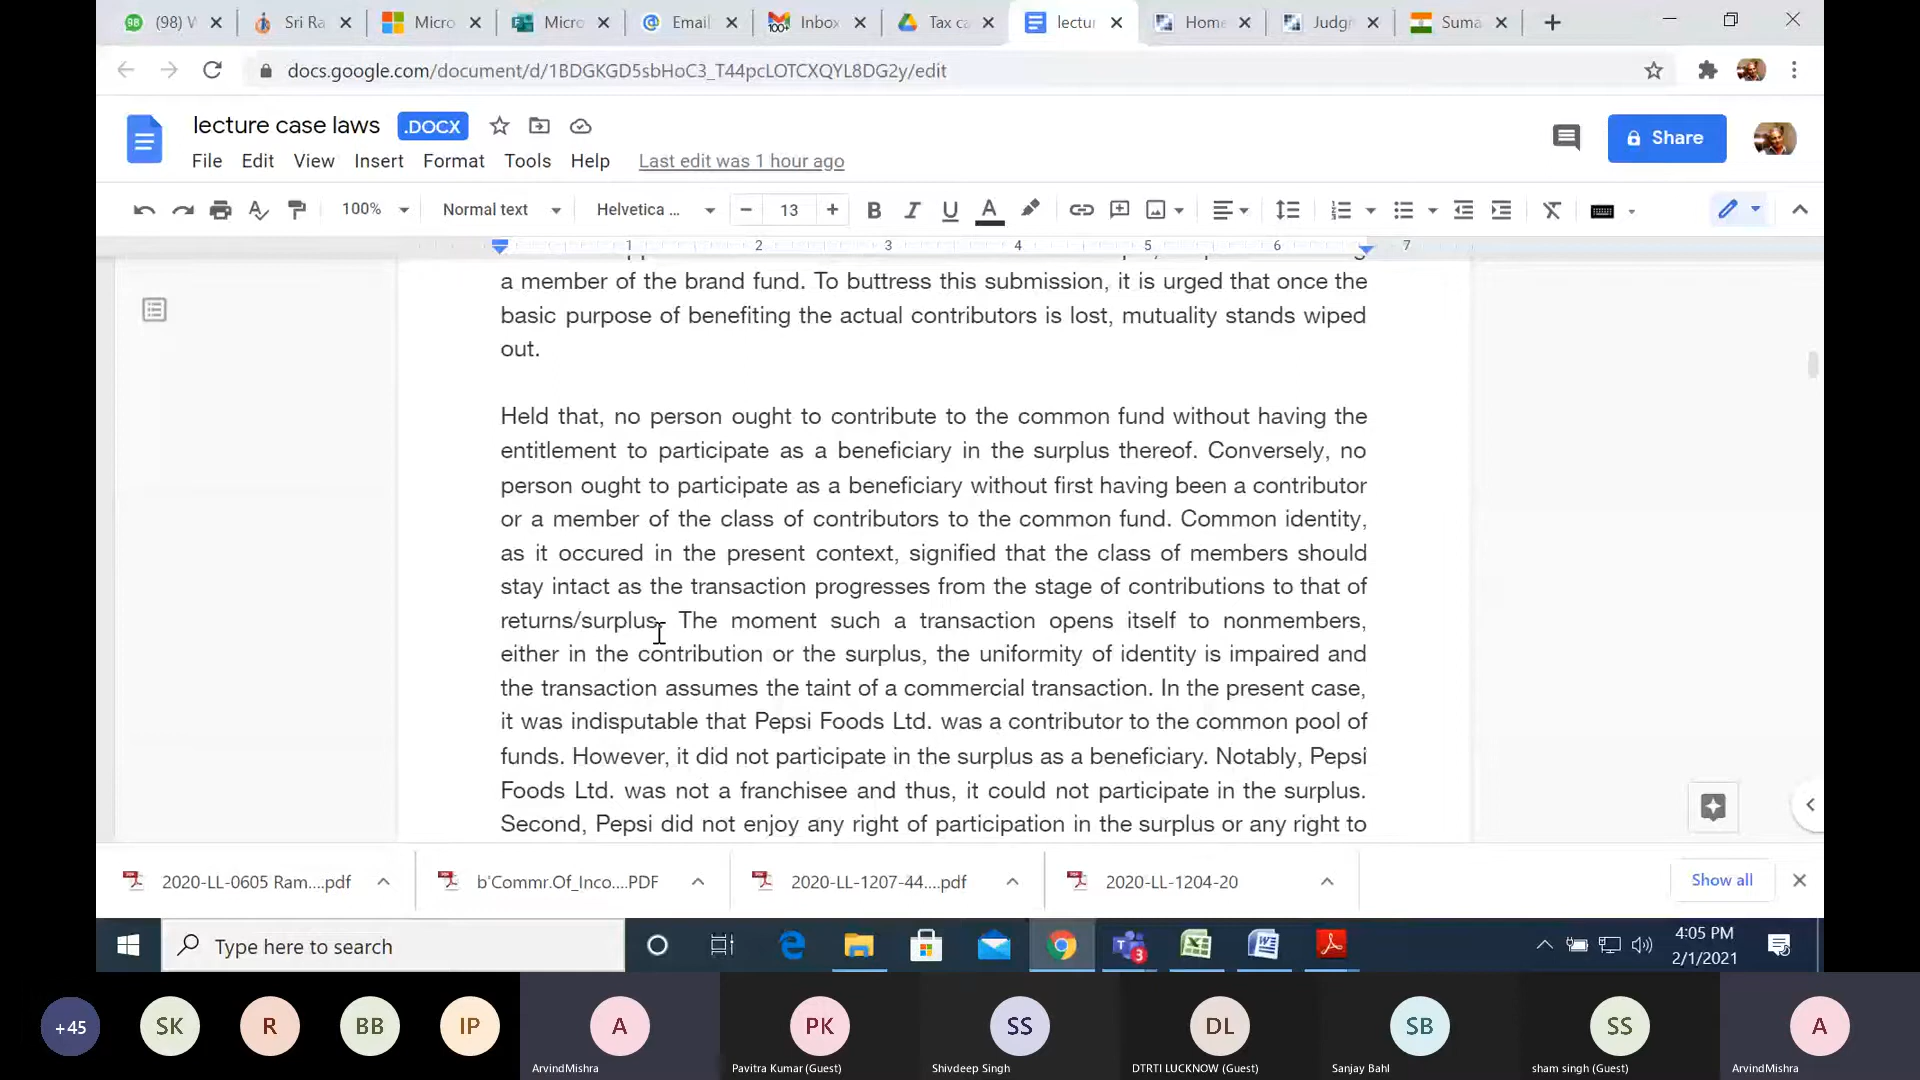 (98) W
Sri Ra
Micro
Micro
Email
Inbox
Tax ca
lectur
Home
Judgm
Suma
docs.google.com/document/d/1BDGKGD5sbHoC3_T44pcLOTCXQYL8DG2y/edit
lecture case laws
.DOCX
Share
File Edit View Insert Format Tools Help Last edit was 1 hour ago
100% Normal text Helvetica ... 13
1 2 3 4 5 6 7
a member of the brand fund. To buttress this submission, it is urged that once the
basic purpose of benefiting the actual contributors is lost, mutuality stands wiped
out.
Held that, no person ought to contribute to the common fund without having the
entitlement to participate as a beneficiary in the surplus thereof. Conversely, no
person ought to participate as a beneficiary without first having been a contributor
or a member of the class of contributors to the common fund. Common identity,
as it occured in the present context, signified that the class of members should
stay intact as the transaction progresses from the stage of contributions to that of
returns/surplus. The moment such a transaction opens itself to nonmembers,
either in the contribution or the surplus, the uniformity of identity is impaired and
the transaction assumes the taint of a commercial transaction. In the present case,
it was indisputable that Pepsi Foods Ltd. was a contributor to the common pool of
funds. However, it did not participate in the surplus as a beneficiary. Notably, Pepsi
Foods Ltd. was not a franchisee and thus, it could not participate in the surplus.
Second, Pepsi did not enjoy any right of participation in the surplus or any right to
2020-LL-0605 Ram....pdf
b'Commr.Of_Inco....PDF
2020-LL-1207-44....pdf
2020-LL-1204-20
Show all
Type here to search
3
4:05 PM
2/1/2021
+45
SK
R
BB
IP
A
PK
SS
DL
SB
SS
A
ArvindMishra
Pavitra Kumar (Guest)
Shivdeep Singh
DTRTI LUCKNOW (Guest)
Sanjay Bahl
sham singh (Guest)
ArvindMishra